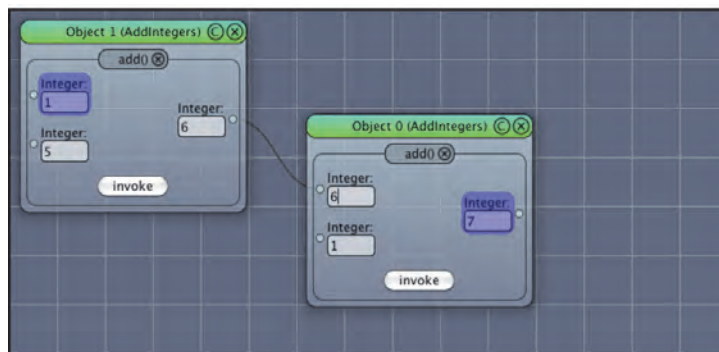 Object 1 (AddIntegers) C
add()
Integer:
1
Integer:
5
Integer:
6
invoke
Object 0 (AddIntegers) C
add()
Integer:
6
Integer:
1
Integer:
7
invoke